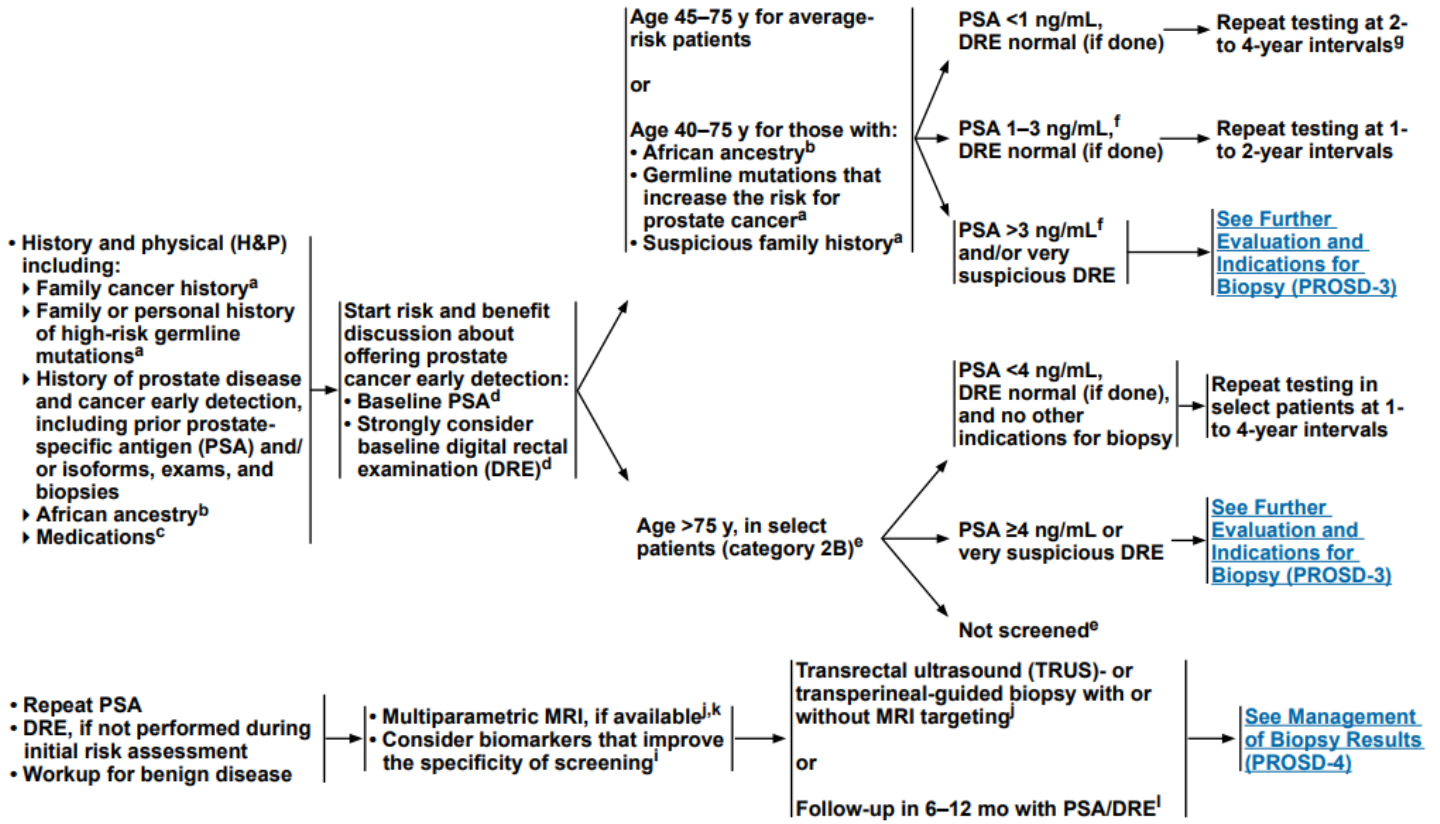 • History and physical (H&P)
including:
▸ Family cancer historyᵃ
▸ Family or personal history
of high-risk germline
mutationsᵃ
▸ History of prostate disease
and cancer early detection,
including prior prostate-
specific antigen (PSA) and/
or isoforms, exams, and
biopsies
▸ African ancestryᵇ
▸ Medicationsᶜ
Start risk and benefit
discussion about
offering prostate
cancer early detection:
• Baseline PSAᵈ
• Strongly consider
baseline digital rectal
examination (DRE)ᵈ
Age 45–75 y for average-
risk patients
or
Age 40–75 y for those with:
• African ancestryᵇ
• Germline mutations that
increase the risk for
prostate cancerᵃ
• Suspicious family historyᵃ
PSA <1 ng/mL,
DRE normal (if done)
Repeat testing at 2-
to 4-year intervalsᵍ
PSA 1–3 ng/mL,ᶠ
DRE normal (if done)
Repeat testing at 1-
to 2-year intervals
PSA >3 ng/mLᶠ
and/or very
suspicious DRE
See Further
Evaluation and
Indications for
Biopsy (PROSD-3)
Age >75 y, in select
patients (category 2B)ᵉ
PSA <4 ng/mL,
DRE normal (if done),
and no other
indications for biopsy
Repeat testing in
select patients at 1-
to 4-year intervals
PSA ≥4 ng/mL or
very suspicious DRE
See Further
Evaluation and
Indications for
Biopsy (PROSD-3)
Not screenedᵉ
• Repeat PSA
• DRE, if not performed during
initial risk assessment
• Workup for benign disease
• Multiparametric MRI, if availableʲ,ᵏ
• Consider biomarkers that improve
the specificity of screeningⁱ
Transrectal ultrasound (TRUS)- or
transperineal-guided biopsy with or
without MRI targetingʲ
or
Follow-up in 6–12 mo with PSA/DREˡ
See Management
of Biopsy Results
(PROSD-4)